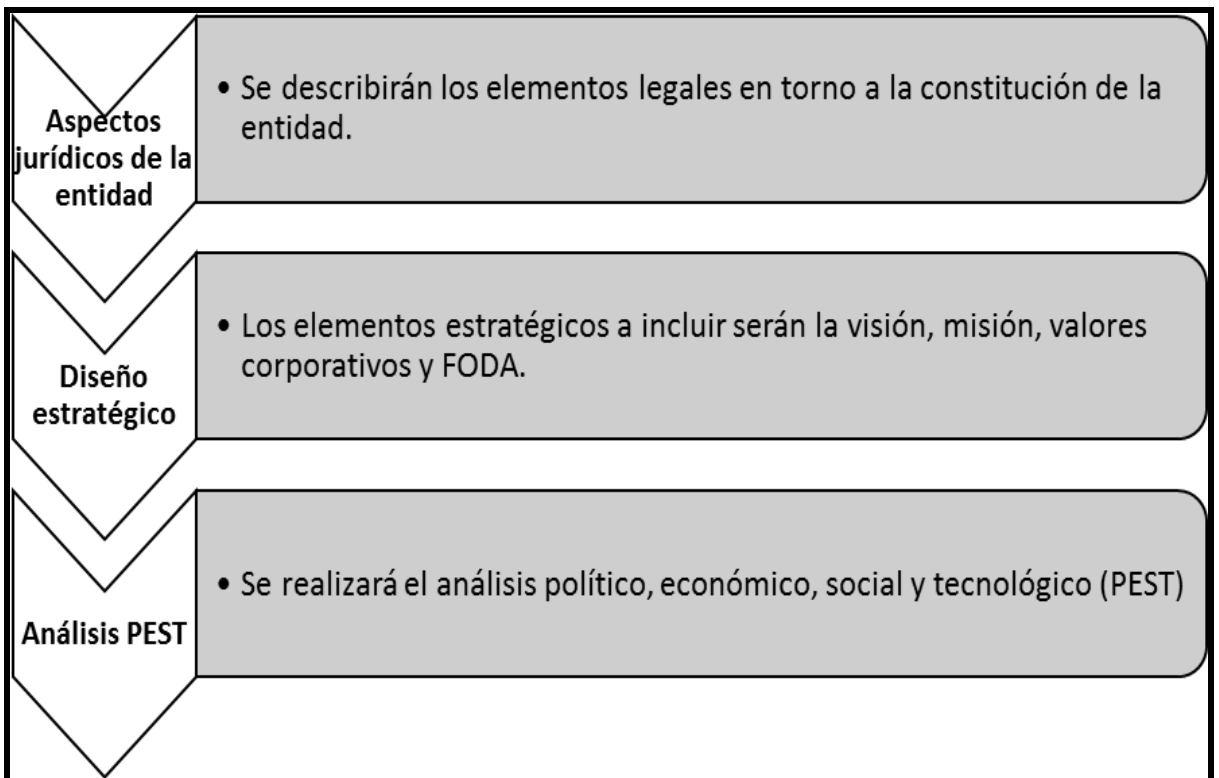 Aspectos
jurídicos de la
entidad
• Se describirán los elementos legales en torno a la constitución de la
entidad.
Diseño
estratégico
• Los elementos estratégicos a incluir serán la visión, misión, valores
corporativos y FODA.
Análisis PEST
• Se realizará el análisis político, económico, social y tecnológico (PEST)